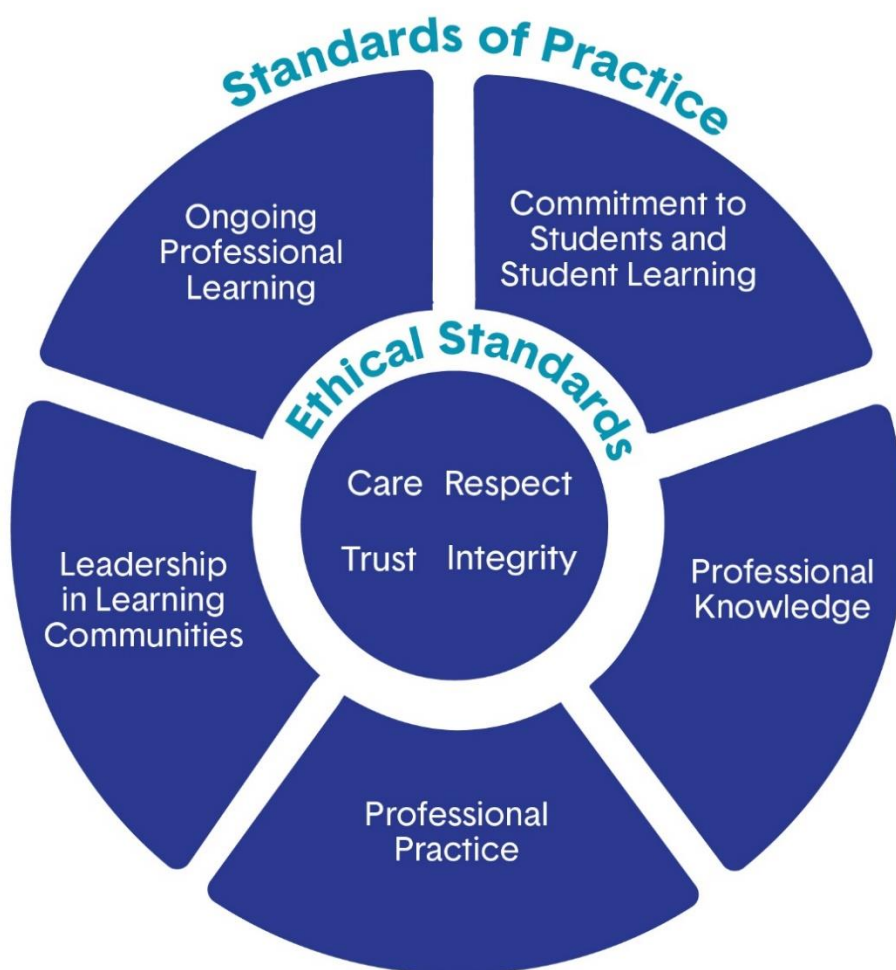 Standards of Practice
Ongoing
Professional
Learning
Commitment to
Students and
Student Learning
Ethical Standards
Care Respect
Trust Integrity
Leadership
in Learning
Communities
Professional
Knowledge
Professional
Practice